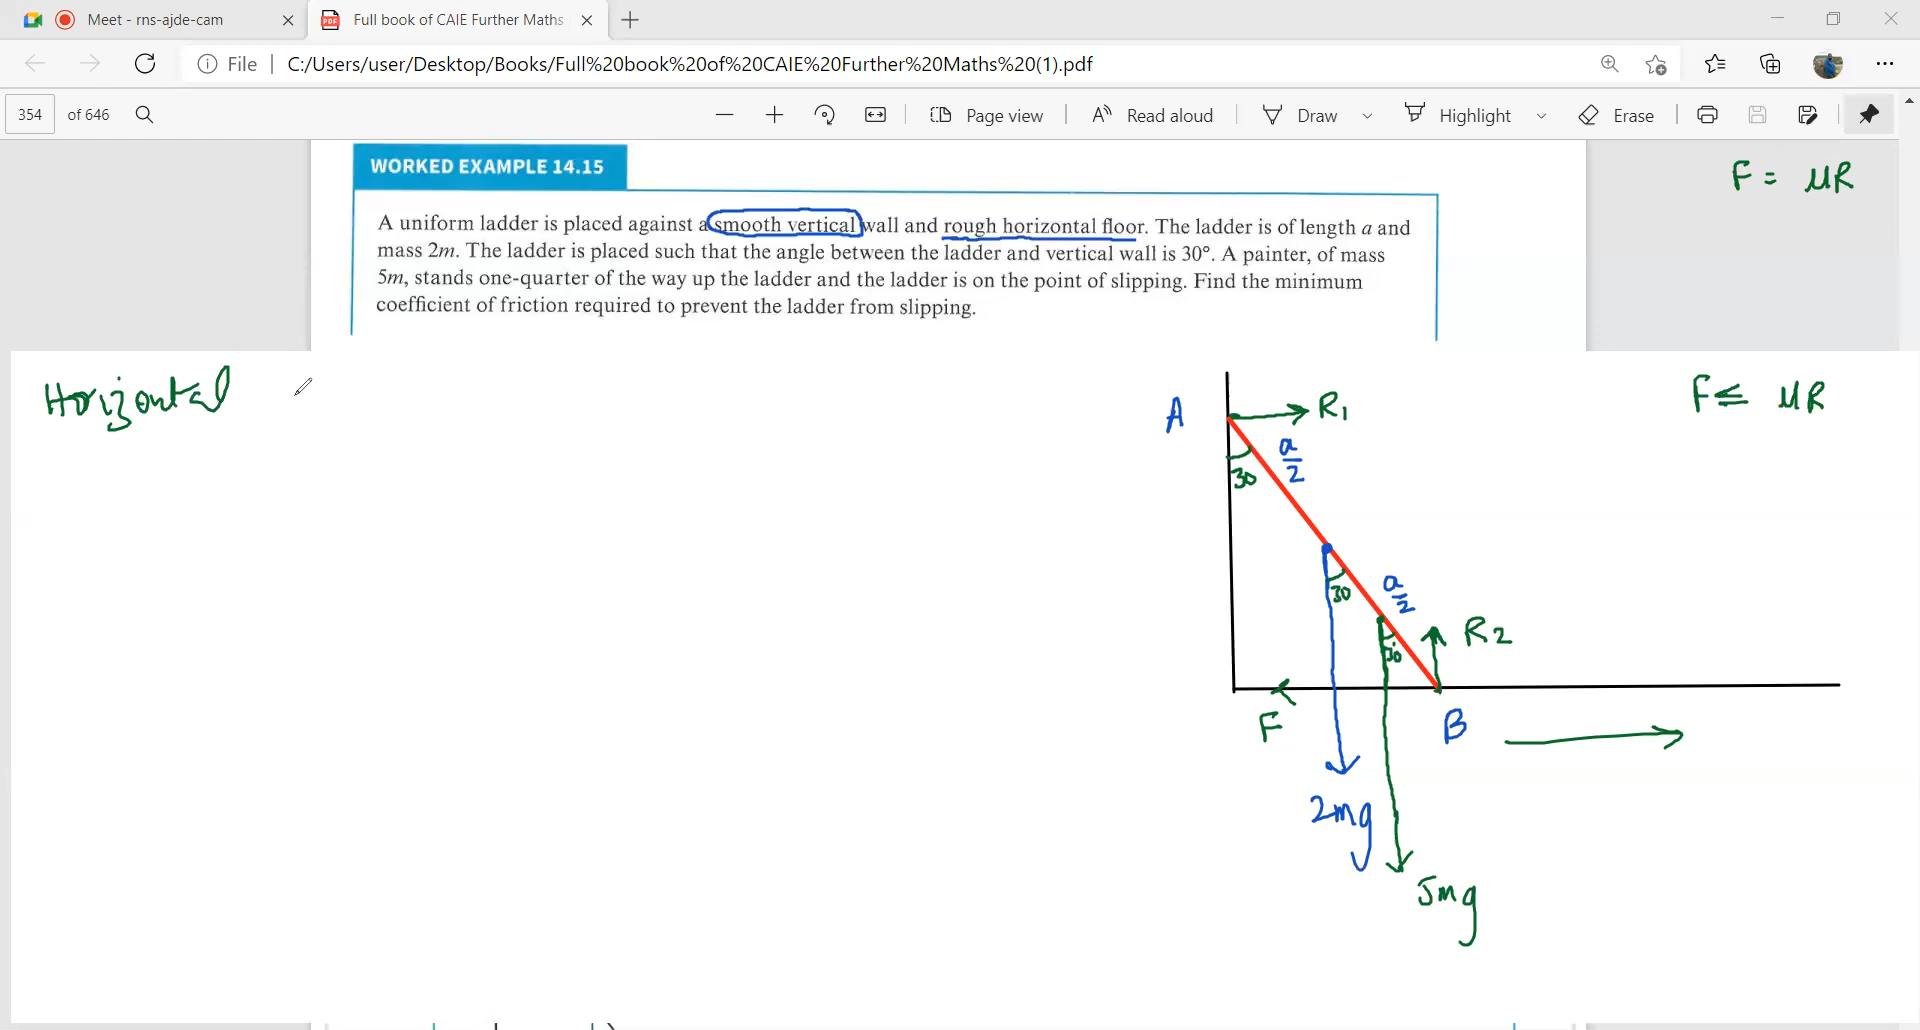 Meet - rns-ajde-cam
Full book of CAIE Further Maths
File
C:/Users/user/Desktop/Books/Full%20book%20of%20CAIE%20Further%20Maths%20(1).pdf
354 of 646
Page view
Read aloud
Draw
Highlight
Erase
WORKED EXAMPLE 14.15
F = μR
A uniform ladder is placed against a smooth vertical wall and rough horizontal floor. The ladder is of length a and
mass 2m. The ladder is placed such that the angle between the ladder and vertical wall is 30°. A painter, of mass
5m, stands one-quarter of the way up the ladder and the ladder is on the point of slipping. Find the minimum
coefficient of friction required to prevent the ladder from slipping.
Horizontal
A
R1
F ≤ μR
a/2
30
a/2
30
R2
30
F
B
2mg
5mg